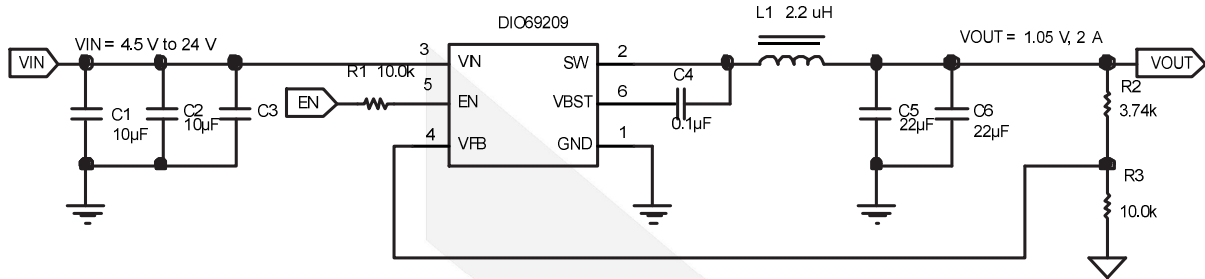 DIO69209
L1 2.2 uH
VIN = 4.5 V to 24 V
VOUT = 1.05 V, 2 A
VIN
3
VIN
SW
2
VOUT
R1 10.0k
5
EN
EN
VBST
6
C4
0.1µF
R2
3.74k
C1
10µF
C2
10µF
C3
4
VFB
GND
1
C5
22µF
C6
22µF
R3
10.0k